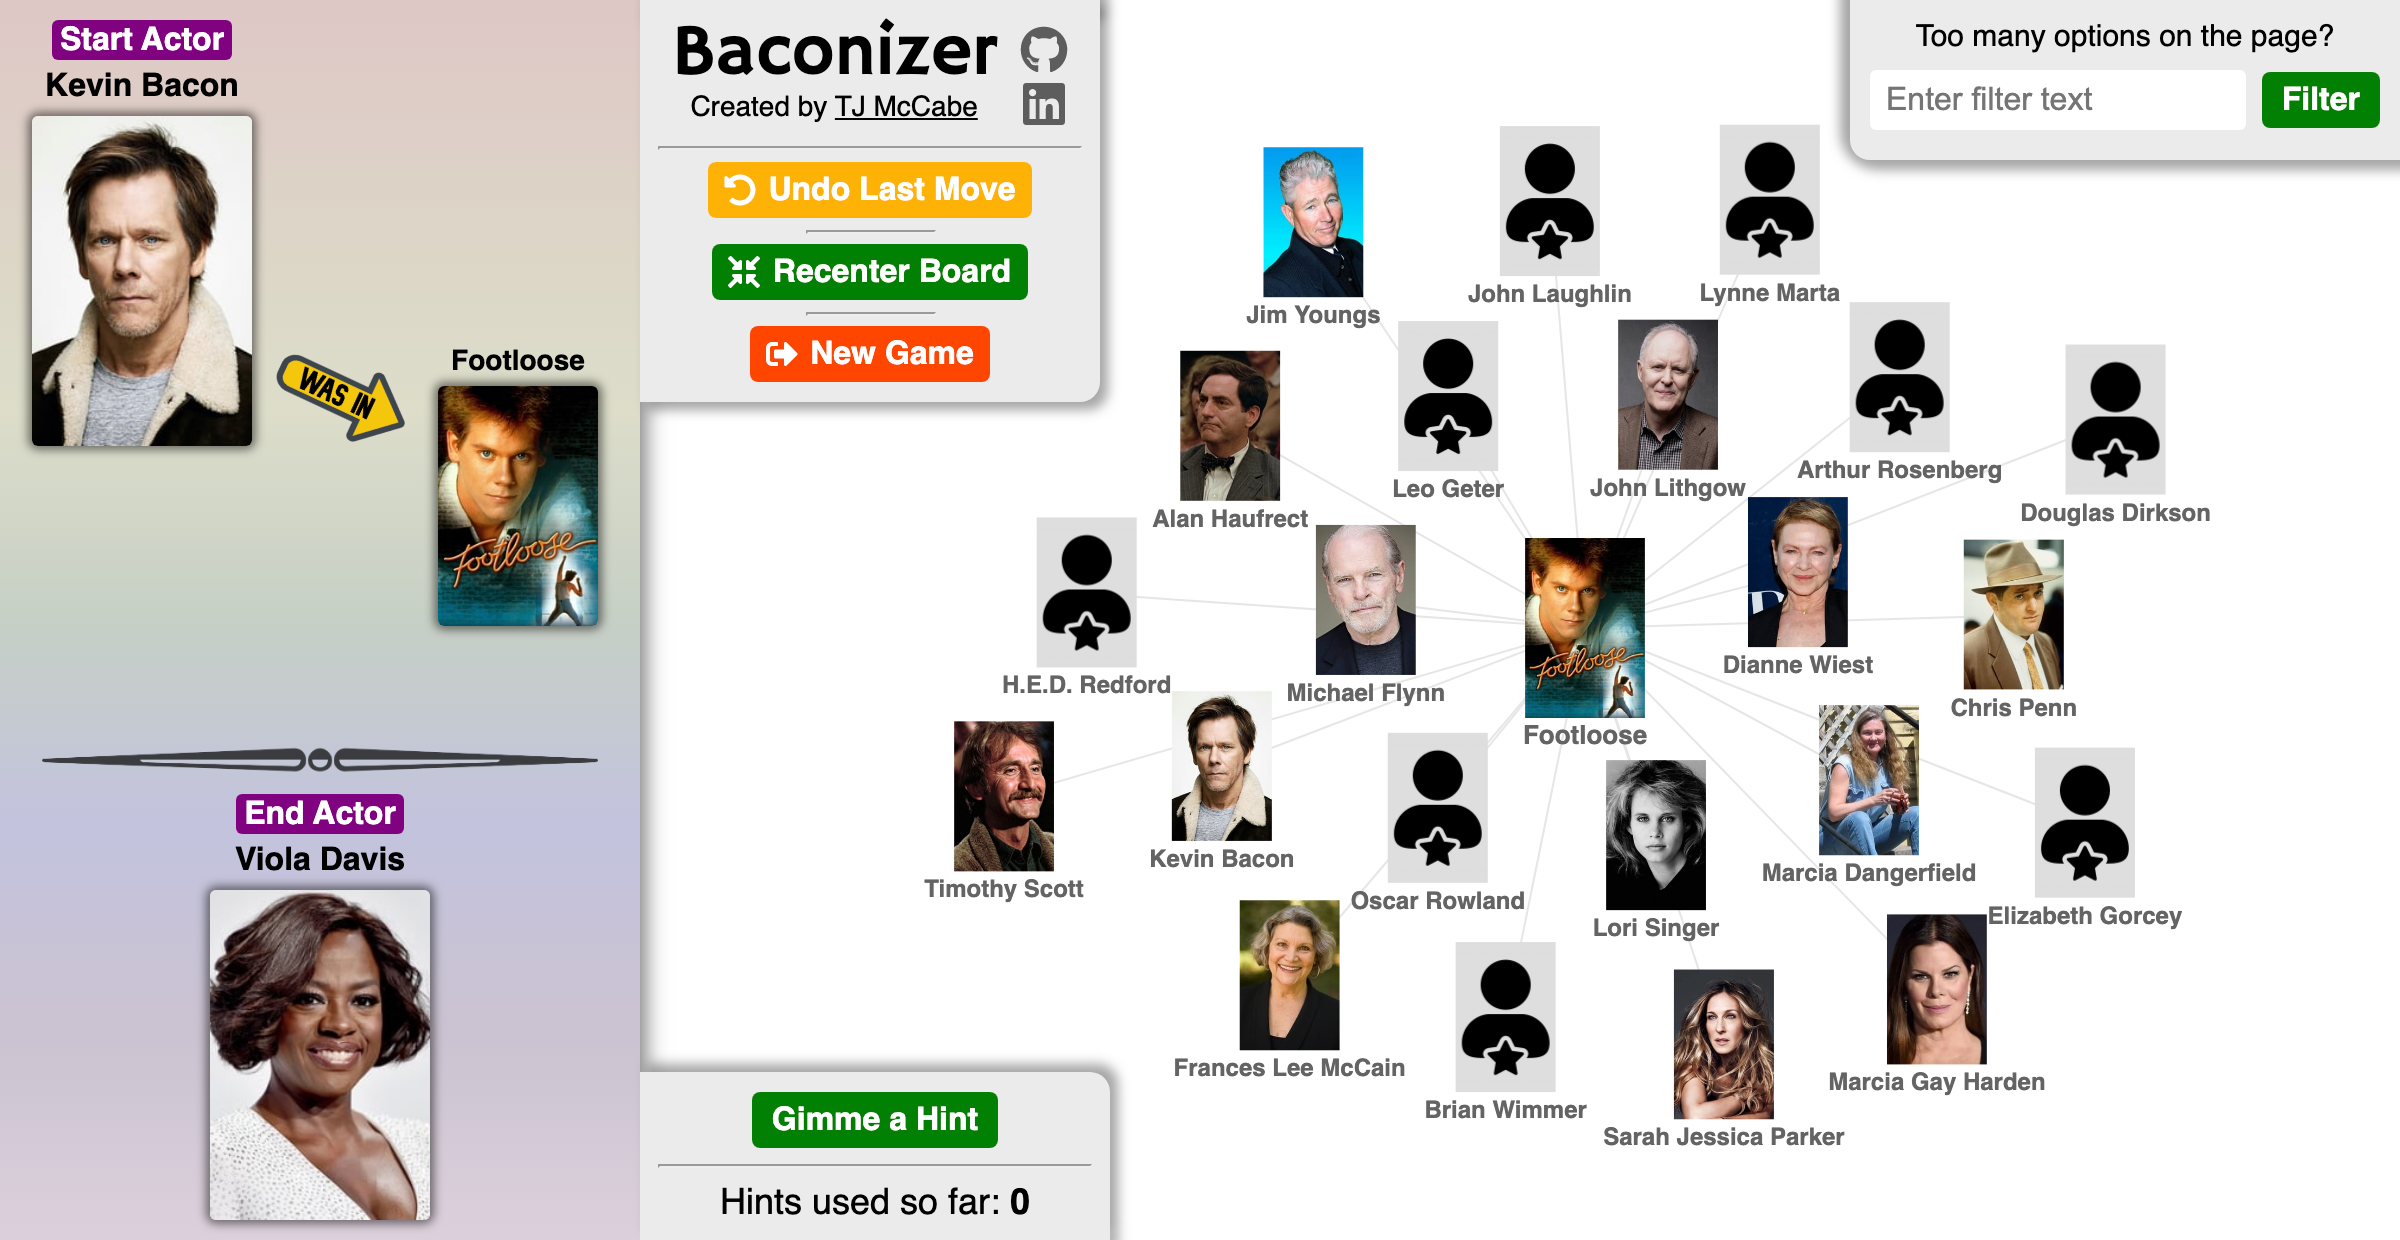 Start Actor
Kevin Bacon
WAS IN
Footloose
Footloose
End Actor
Viola Davis
Baconizer
Created by TJ McCabe
in
Undo Last Move
Recenter Board
New Game
Gimme a Hint
Hints used so far: 0
Too many options on the page?
Enter filter text
Filter
Jim Youngs
John Laughlin
Lynne Marta
Leo Geter
John Lithgow
Arthur Rosenberg
Douglas Dirkson
Alan Haufrect
H.E.D. Redford
Michael Flynn
Footloose
Footloose
Dianne Wiest
Chris Penn
Timothy Scott
Kevin Bacon
Oscar Rowland
Lori Singer
Marcia Dangerfield
Elizabeth Gorcey
Frances Lee McCain
Brian Wimmer
Sarah Jessica Parker
Marcia Gay Harden